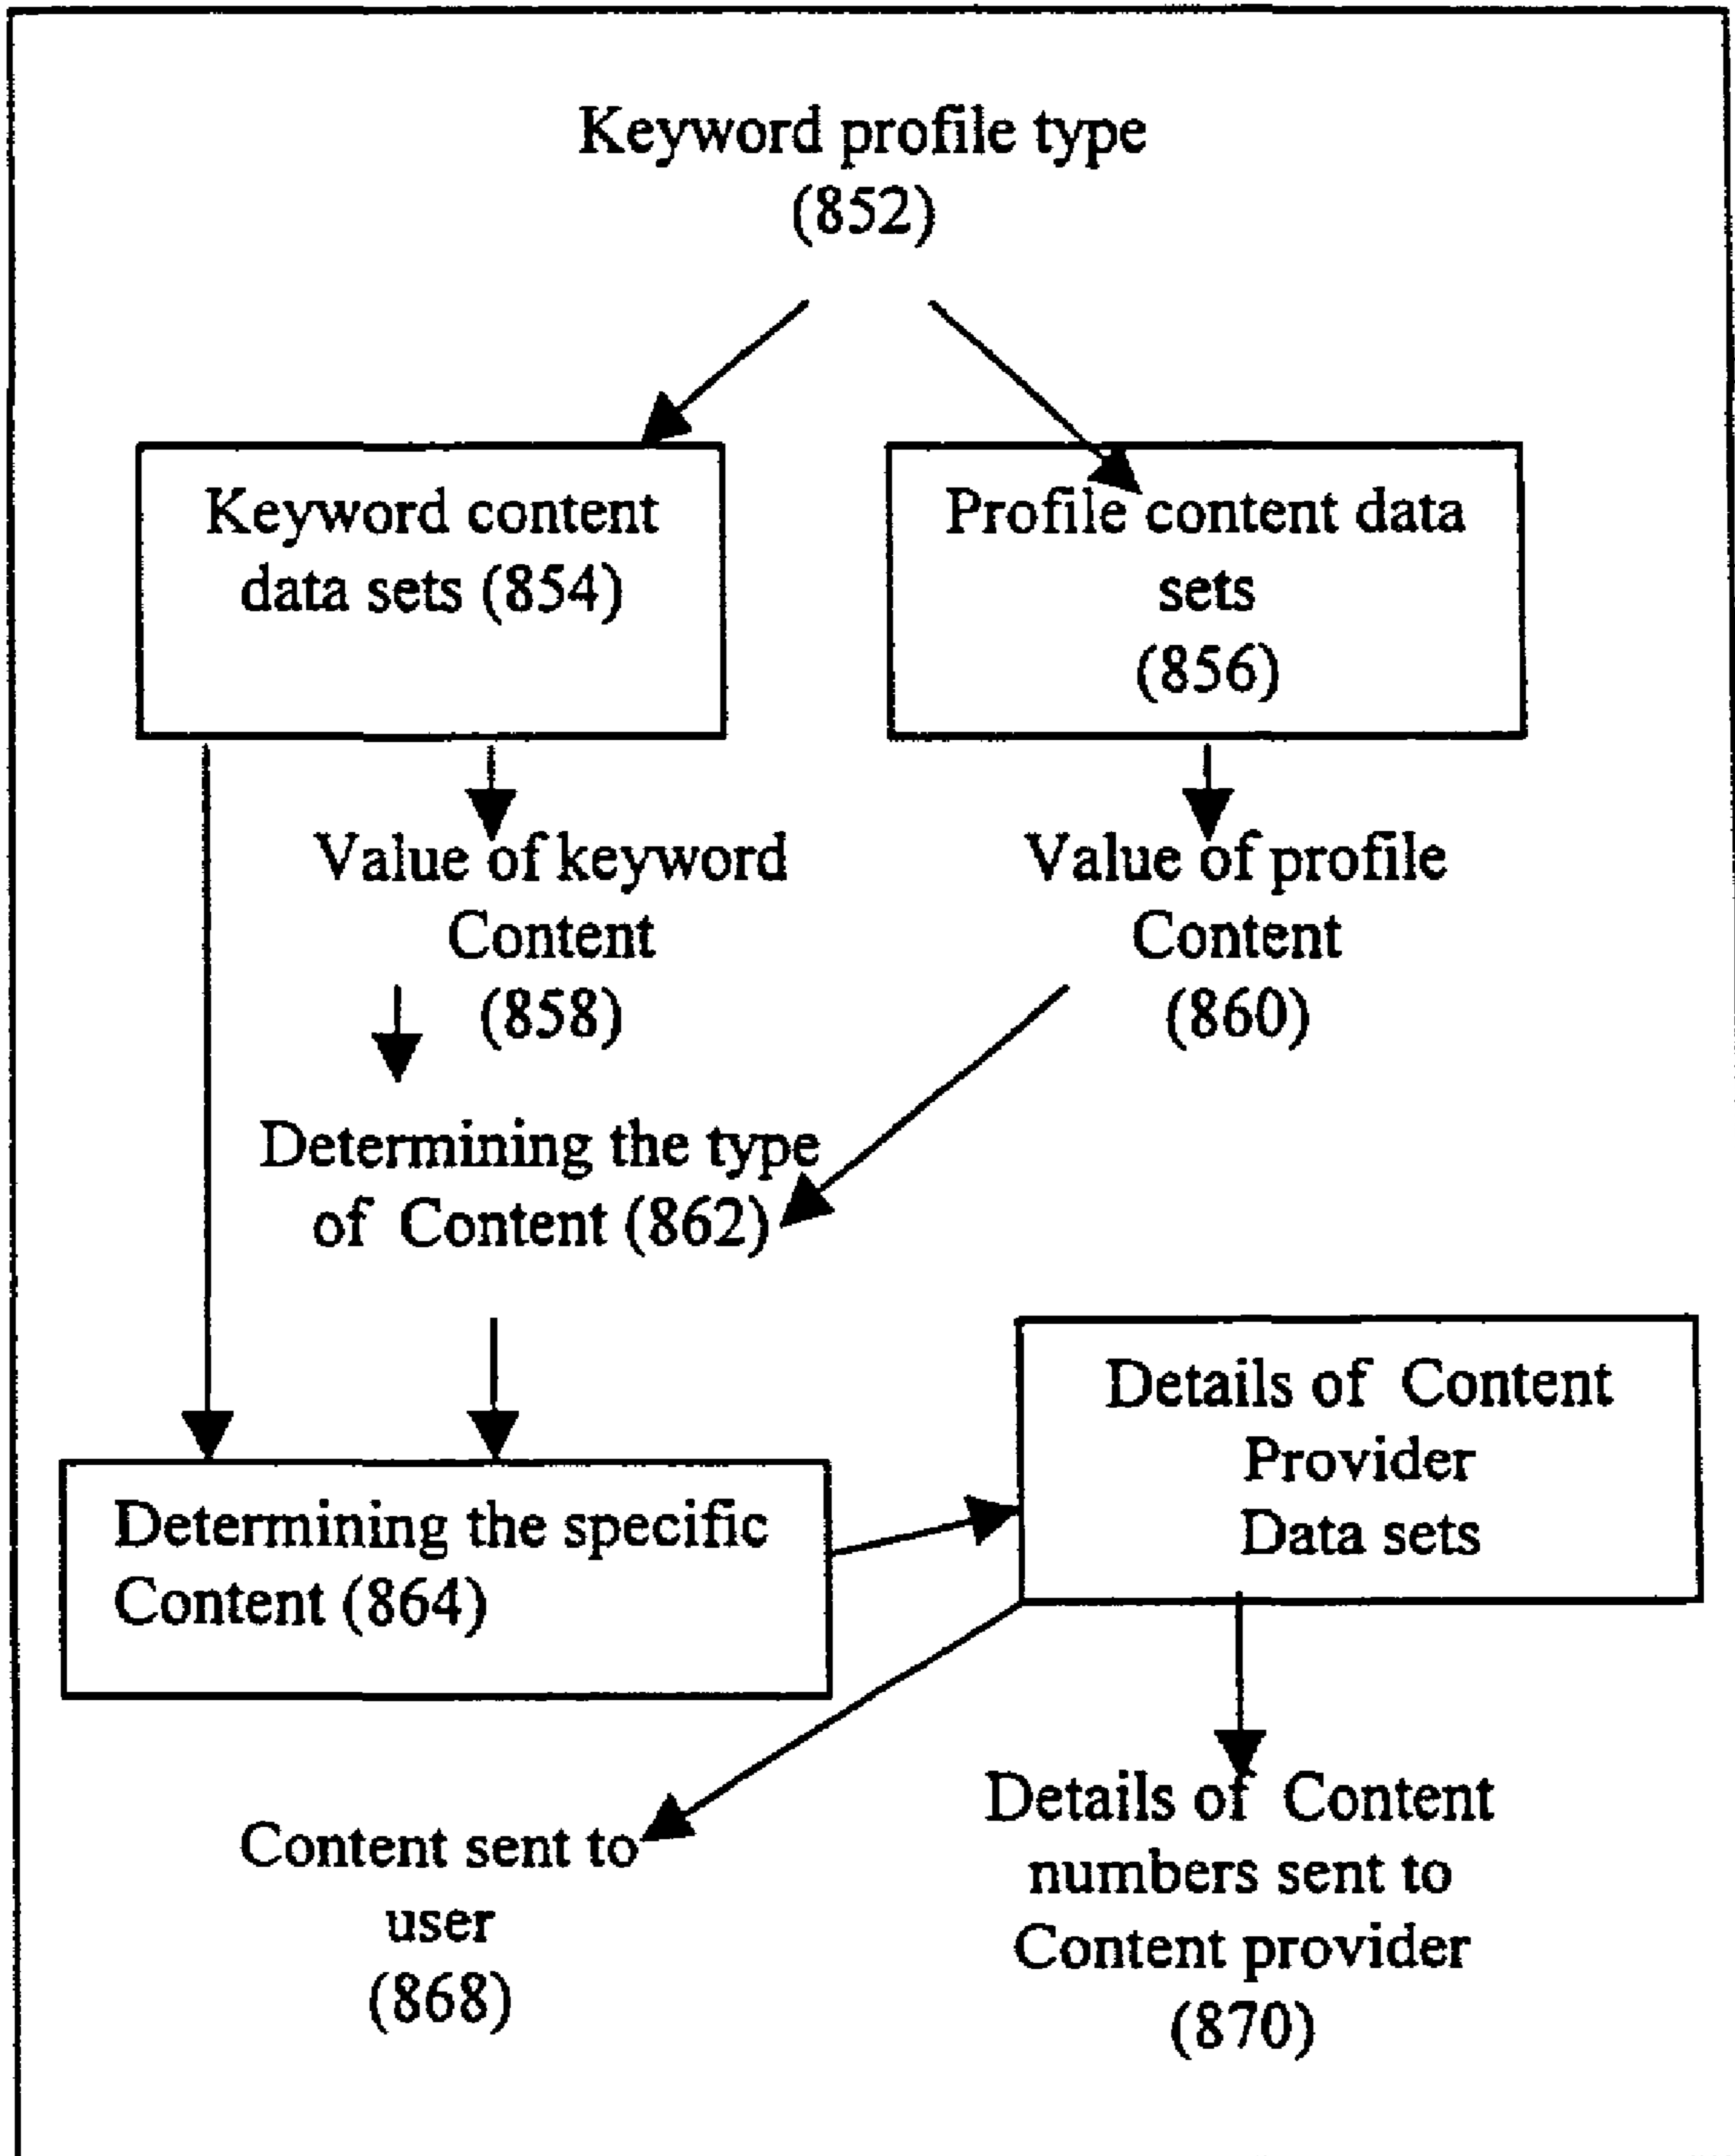 Keyword profile type
(852)
Keyword content
data sets (854)
Profile content data
sets
(856)
Value of keyword
Content
(858)
Value of profile
Content
(860)
Determining the type
of Content (862)
Determining the specific
Content (864)
Details of Content
Provider
Data sets
Content sent to
user
(868)
Details of Content
numbers sent to
Content provider
(870)